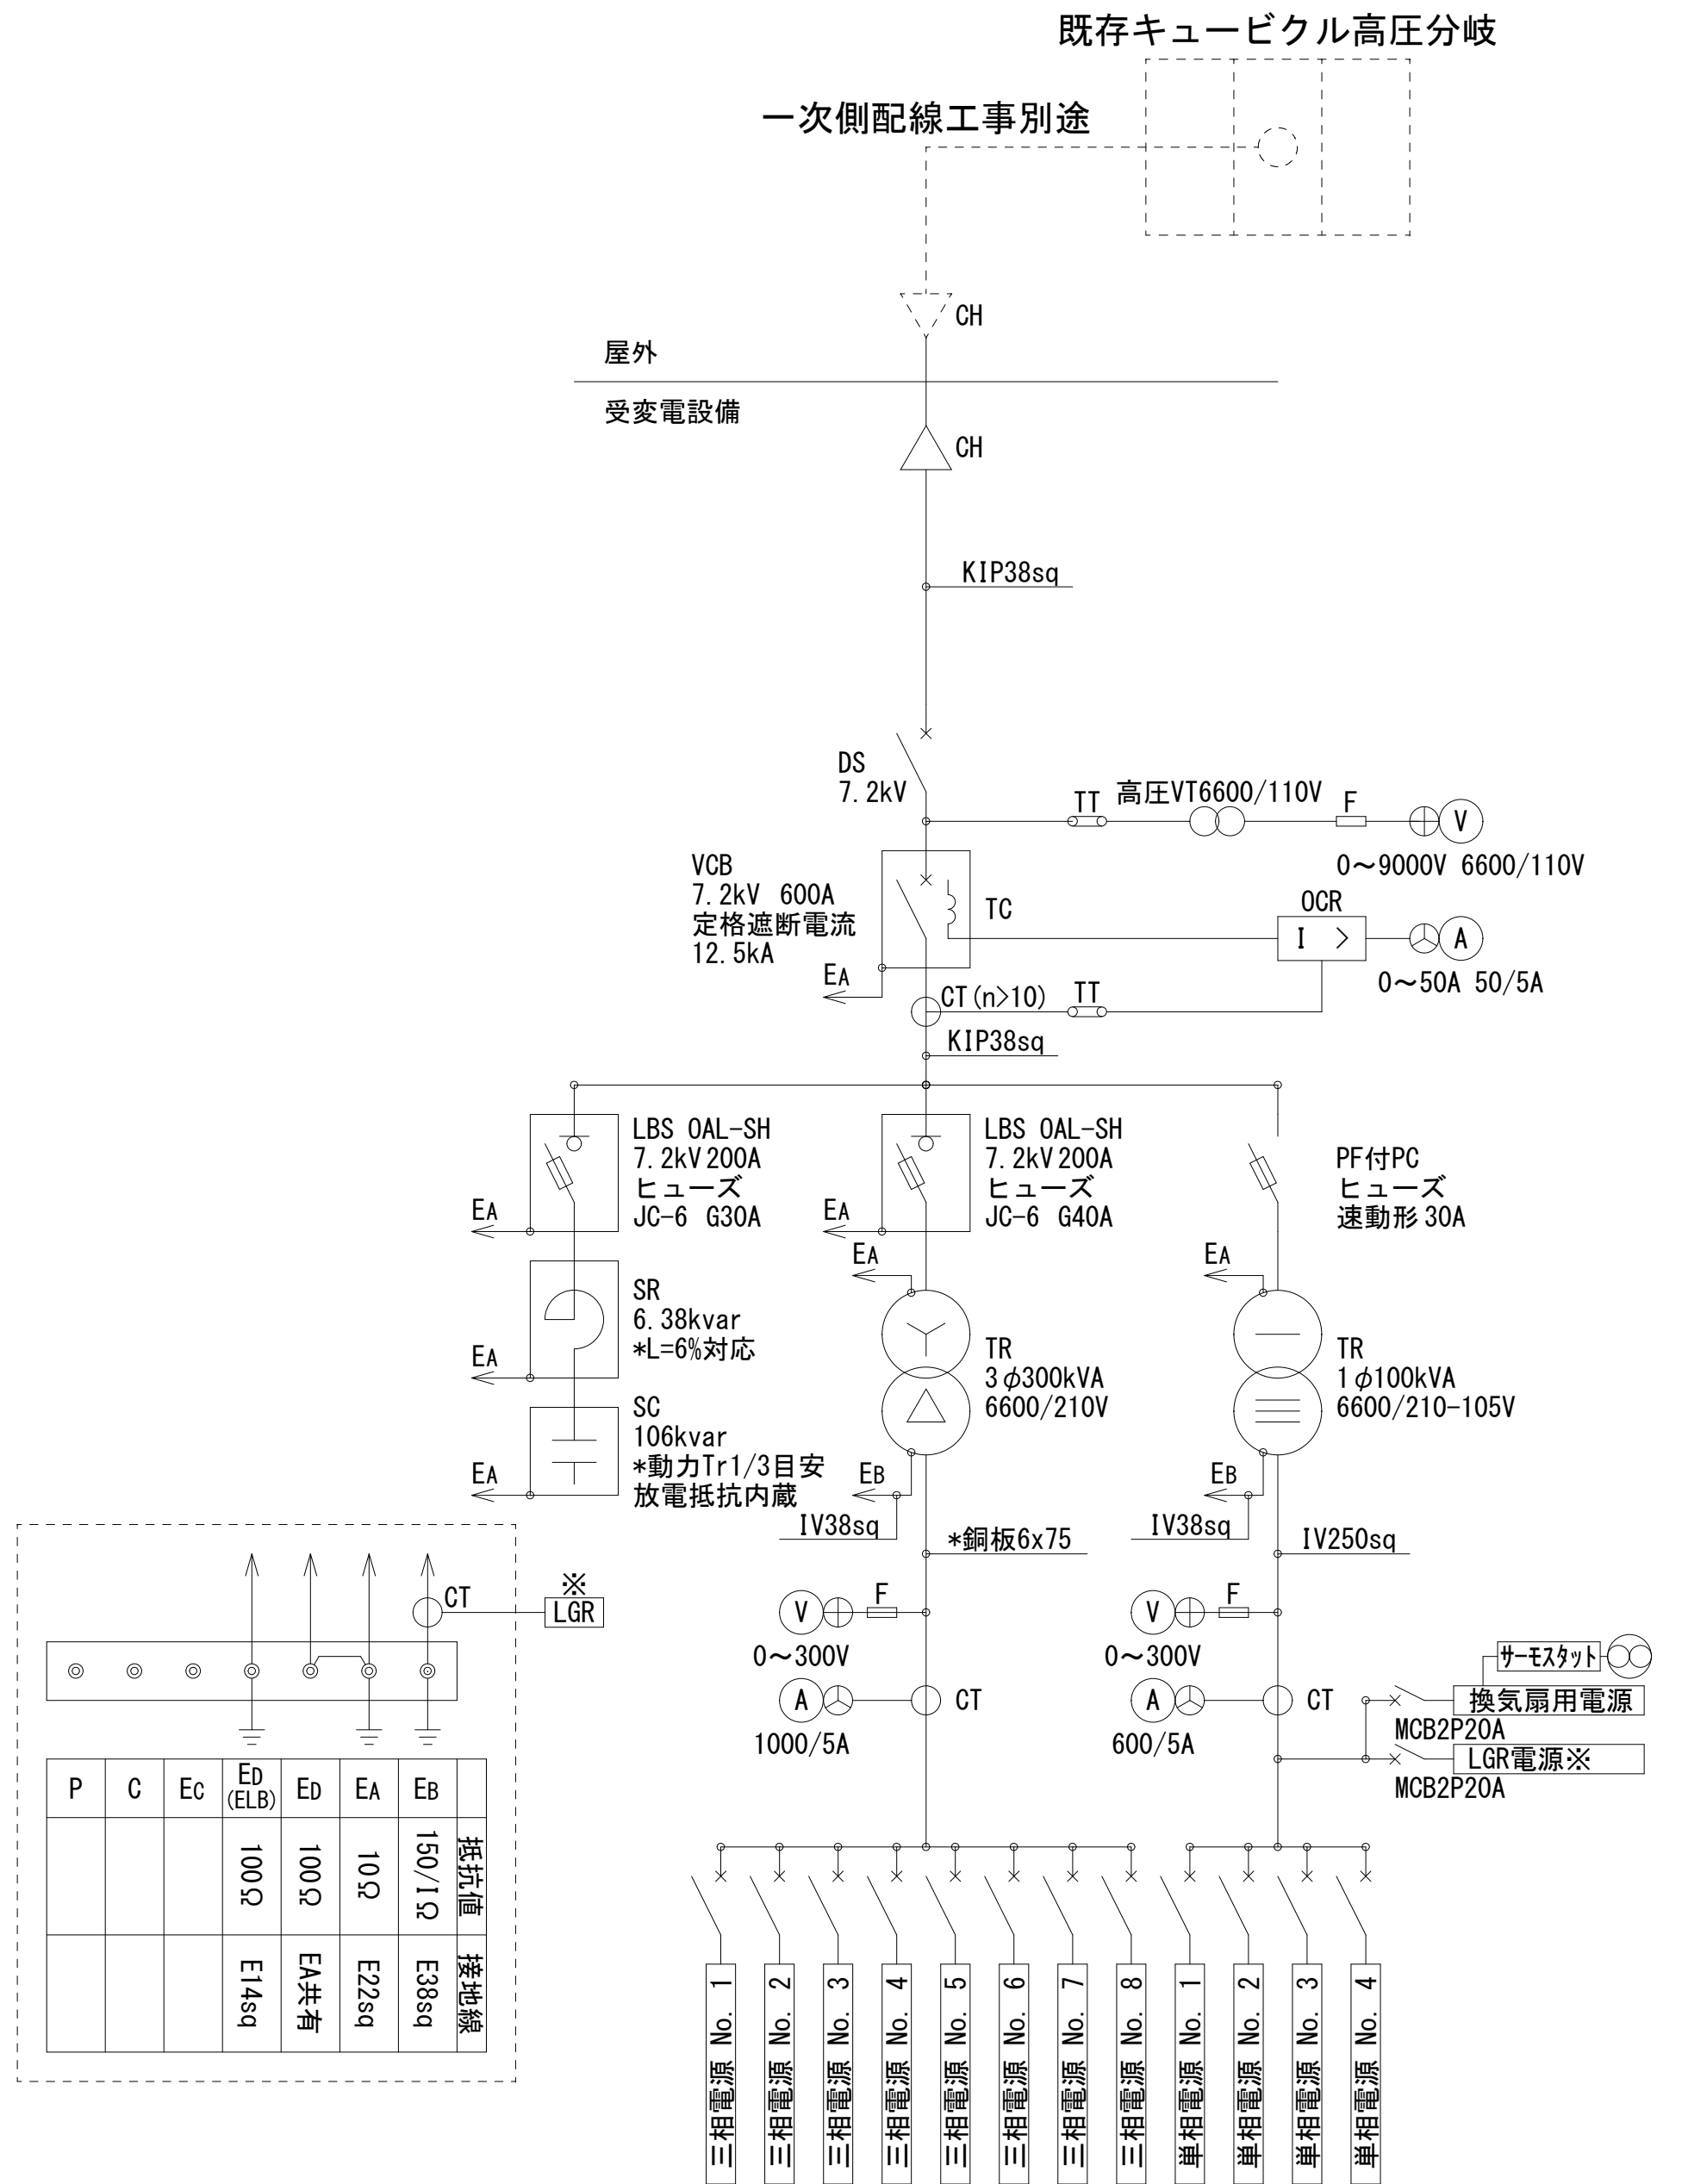 既存キュービクル高圧分岐
一次側配線工事別途
CH
屋外
受変電設備
CH
KIP38sq
DS
7.2kV
TT
高圧VT6600/110V
F
V
0～9000V 6600/110V
VCB
7.2kV 600A
定格遮断電流
12.5kA
TC
OCR
I >
A
0～50A 50/5A
EA
CT(n>10)
TT
KIP38sq
LBS OAL-SH
7.2kV 200A
ヒューズ
JC-6 G30A
EA
LBS OAL-SH
7.2kV 200A
ヒューズ
JC-6 G40A
EA
PF付PC
ヒューズ
速動形 30A
EA
EA
SR
6.38kvar
*L=6%対応
EA
TR
3φ300kVA
6600/210V
TR
1φ100kVA
6600/210-105V
SC
106kvar
*動力Tr1/3目安
放電抵抗内蔵
EA
EB
IV38sq
*銅板6x75
EB
IV38sq
IV250sq
CT
※
LGR
V
F
0～300V
A
CT
1000/5A
V
F
0～300V
A
CT
600/5A
サーモスタット
換気扇用電源
MCB2P20A
LGR電源※
MCB2P20A
P
C
EC
ED
(ELB)
ED
EA
EB
抵抗値
100Ω
100Ω
10Ω
150/IΩ
接地線
E14sq
EA共有
E22sq
E38sq
三相電源 No. 1
三相電源 No. 2
三相電源 No. 3
三相電源 No. 4
三相電源 No. 5
三相電源 No. 6
三相電源 No. 7
三相電源 No. 8
単相電源 No. 1
単相電源 No. 2
単相電源 No. 3
単相電源 No. 4